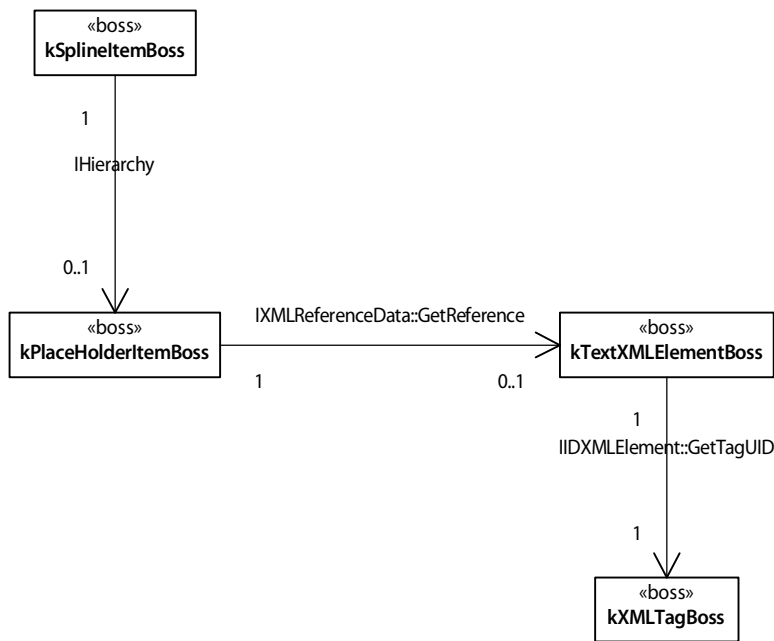 «boss»
kSplineItemBoss
1
IHierarchy
0..1
«boss»
kPlaceHolderItemBoss
IXMLReferenceData::GetReference
1
0..1
«boss»
kTextXMLElementBoss
1
IIDXMLElement::GetTagUID
1
«boss»
kXMLTagBoss